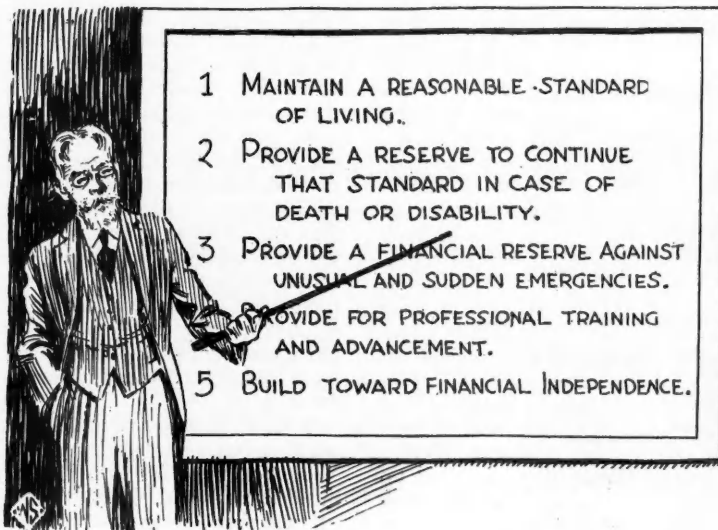 1 MAINTAIN A REASONABLE STANDARD
OF LIVING.
2 PROVIDE A RESERVE TO CONTINUE
THAT STANDARD IN CASE OF
DEATH OR DISABILITY.
3 PROVIDE A FINANCIAL RESERVE AGAINST
UNUSUAL AND SUDDEN EMERGENCIES.
PROVIDE FOR PROFESSIONAL TRAINING
AND ADVANCEMENT.
5 BUILD TOWARD FINANCIAL INDEPENDENCE.